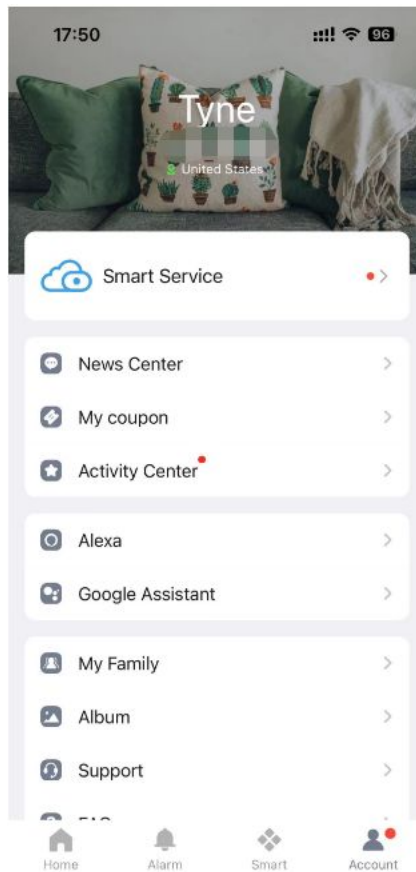 17:50
96
Tyne
United States
Smart Service
News Center
My coupon
Activity Center
Alexa
Google Assistant
My Family
Album
Support
Home
Alarm
Smart
Account